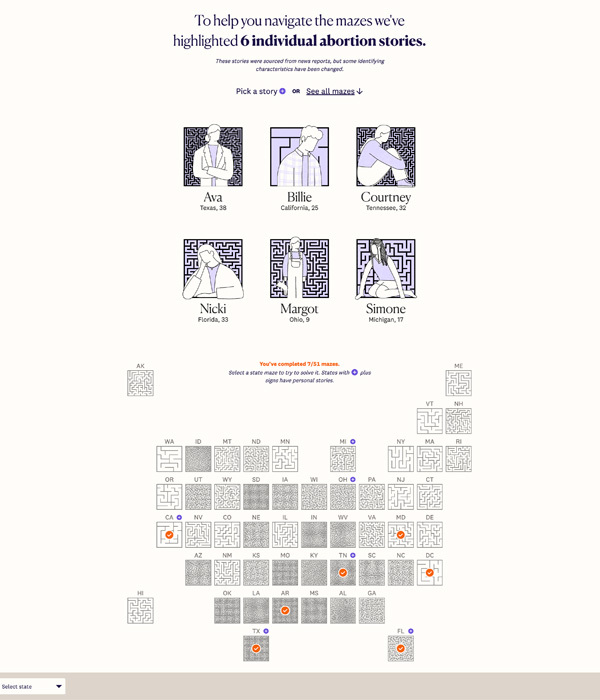 To help you navigate the mazes we've
highlighted 6 individual abortion stories.
These stories were sourced from news reports, but some identifying
characteristics have been changed.
Pick a story OR See all mazes
Ava Billie Courtney
Texas, 38 California, 25 Tennessee, 32
Nicki Margot Simone
Florida, 33 Ohio, 9 Michigan, 17
You've completed 7/51 mazes.
Select a state maze to try to solve it. States with plus
signs have personal stories.
AK ME
VT NH
WA ID MT ND MN MI NY MA RI
OR UT WY SD IA WI OH PA NJ CT
CA NV CO NE IL IN WV VA MD DE
AZ NM KS MO KY TN SC NC DC
HI OK LA AR MS AL GA
TX FL
Select state